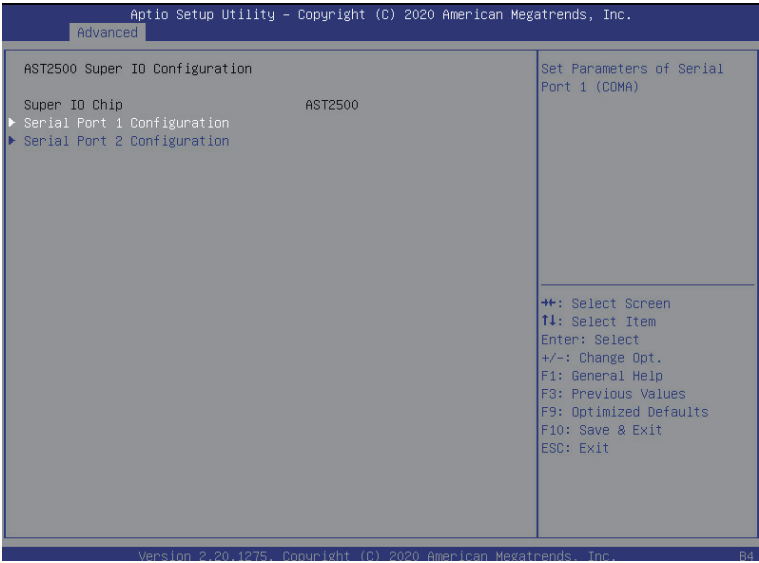 Aptio Setup Utility – Copyright (C) 2020 American Megatrends, Inc.
Advanced
AST2500 Super IO Configuration
Super IO Chip AST2500
Serial Port 1 Configuration
Serial Port 2 Configuration
Set Parameters of Serial
Port 1 (COMA)
→←: Select Screen
↑↓: Select Item
Enter: Select
+/-: Change Opt.
F1: General Help
F3: Previous Values
F9: Optimized Defaults
F10: Save & Exit
ESC: Exit
Version 2.20.1275. Copyright (C) 2020 American Megatrends, Inc.
B4